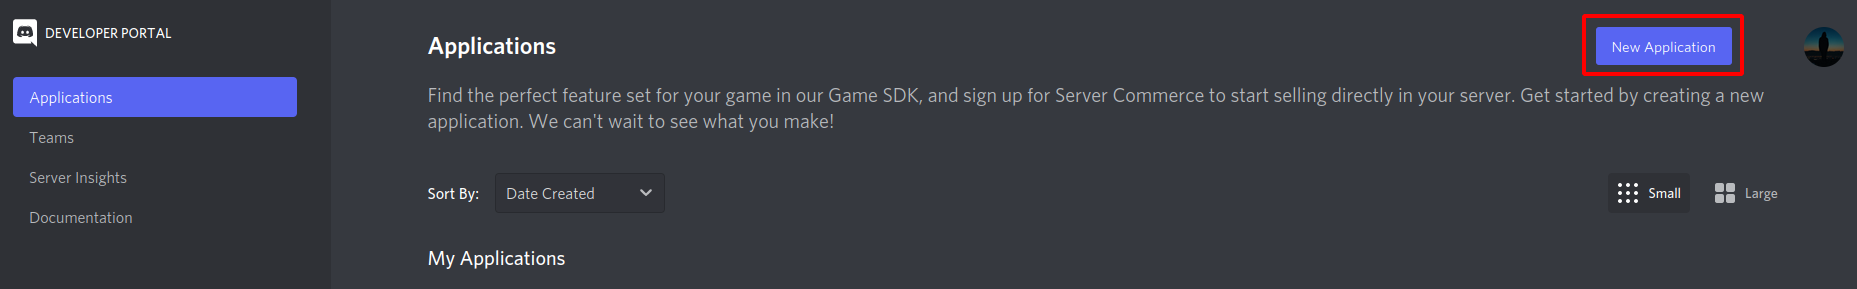 DEVELOPER PORTAL
Applications
Teams
Server Insights
Documentation
Applications
New Application
Find the perfect feature set for your game in our Game SDK, and sign up for Server Commerce to start selling directly in your server. Get started by creating a new
application. We can't wait to see what you make!
Sort By:
Date Created
Small
Large
My Applications